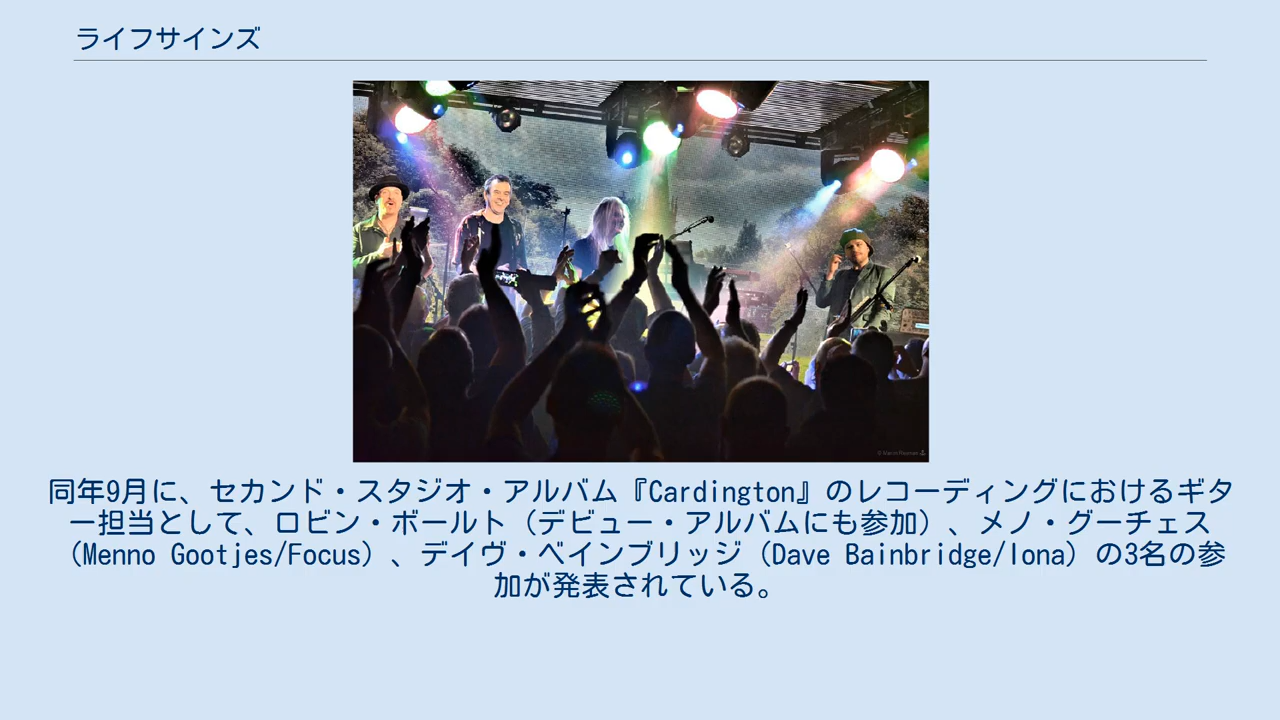 ライフサインズ
同年9月に、セカンド・スタジオ・アルバム『Cardington』のレコーディングにおけるギタ
ー担当として、ロビン・ボールト（デビュー・アルバムにも参加）、メノ・グーチェス
（Menno Gootjes/Focus）、デイヴ・ベインブリッジ（Dave Bainbridge/Iona）の3名の参
加が発表されている。